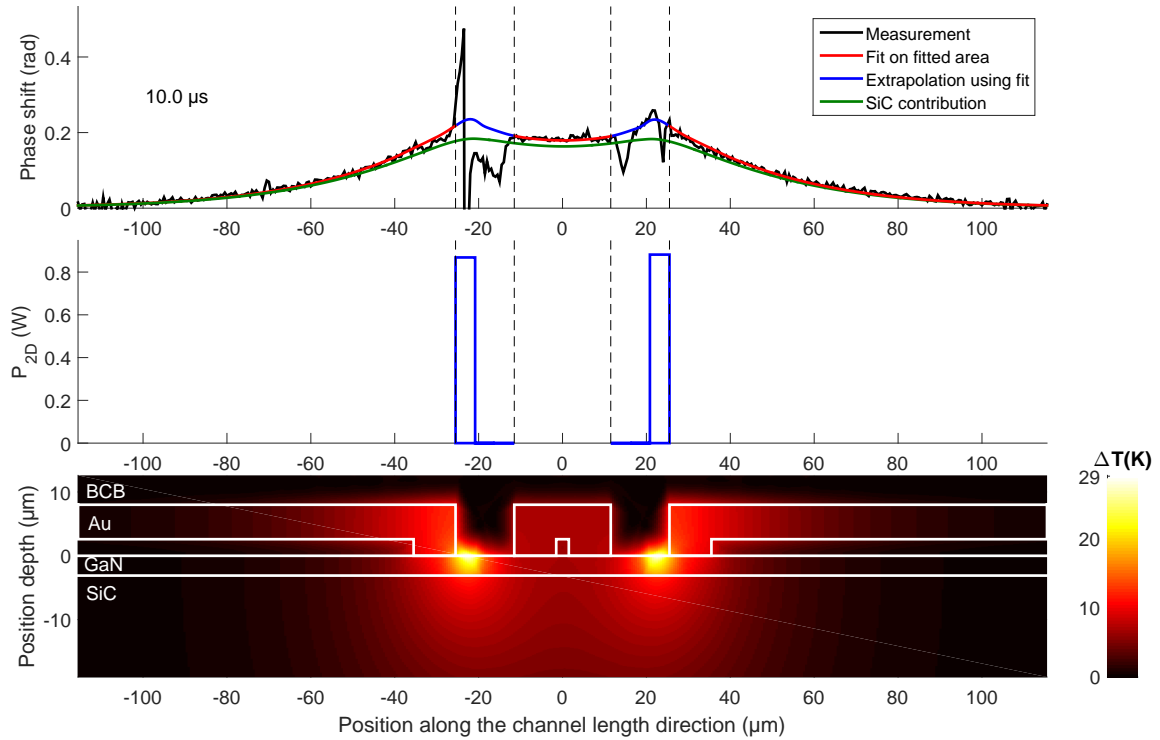 Phase shift (rad)
0.4
0.2
0
10.0 µs
Measurement
Fit on fitted area
Extrapolation using fit
SiC contribution
-100 -80 -60 -40 -20 0 20 40 60 80 100
P2D (W)
0.8
0.6
0.4
0.2
0
-100 -80 -60 -40 -20 0 20 40 60 80 100
Position depth (µm)
10
0
-10
BCB
Au
GaN
SiC
-100 -80 -60 -40 -20 0 20 40 60 80 100
Position along the channel length direction (µm)
ΔT(K)
29
20
10
0